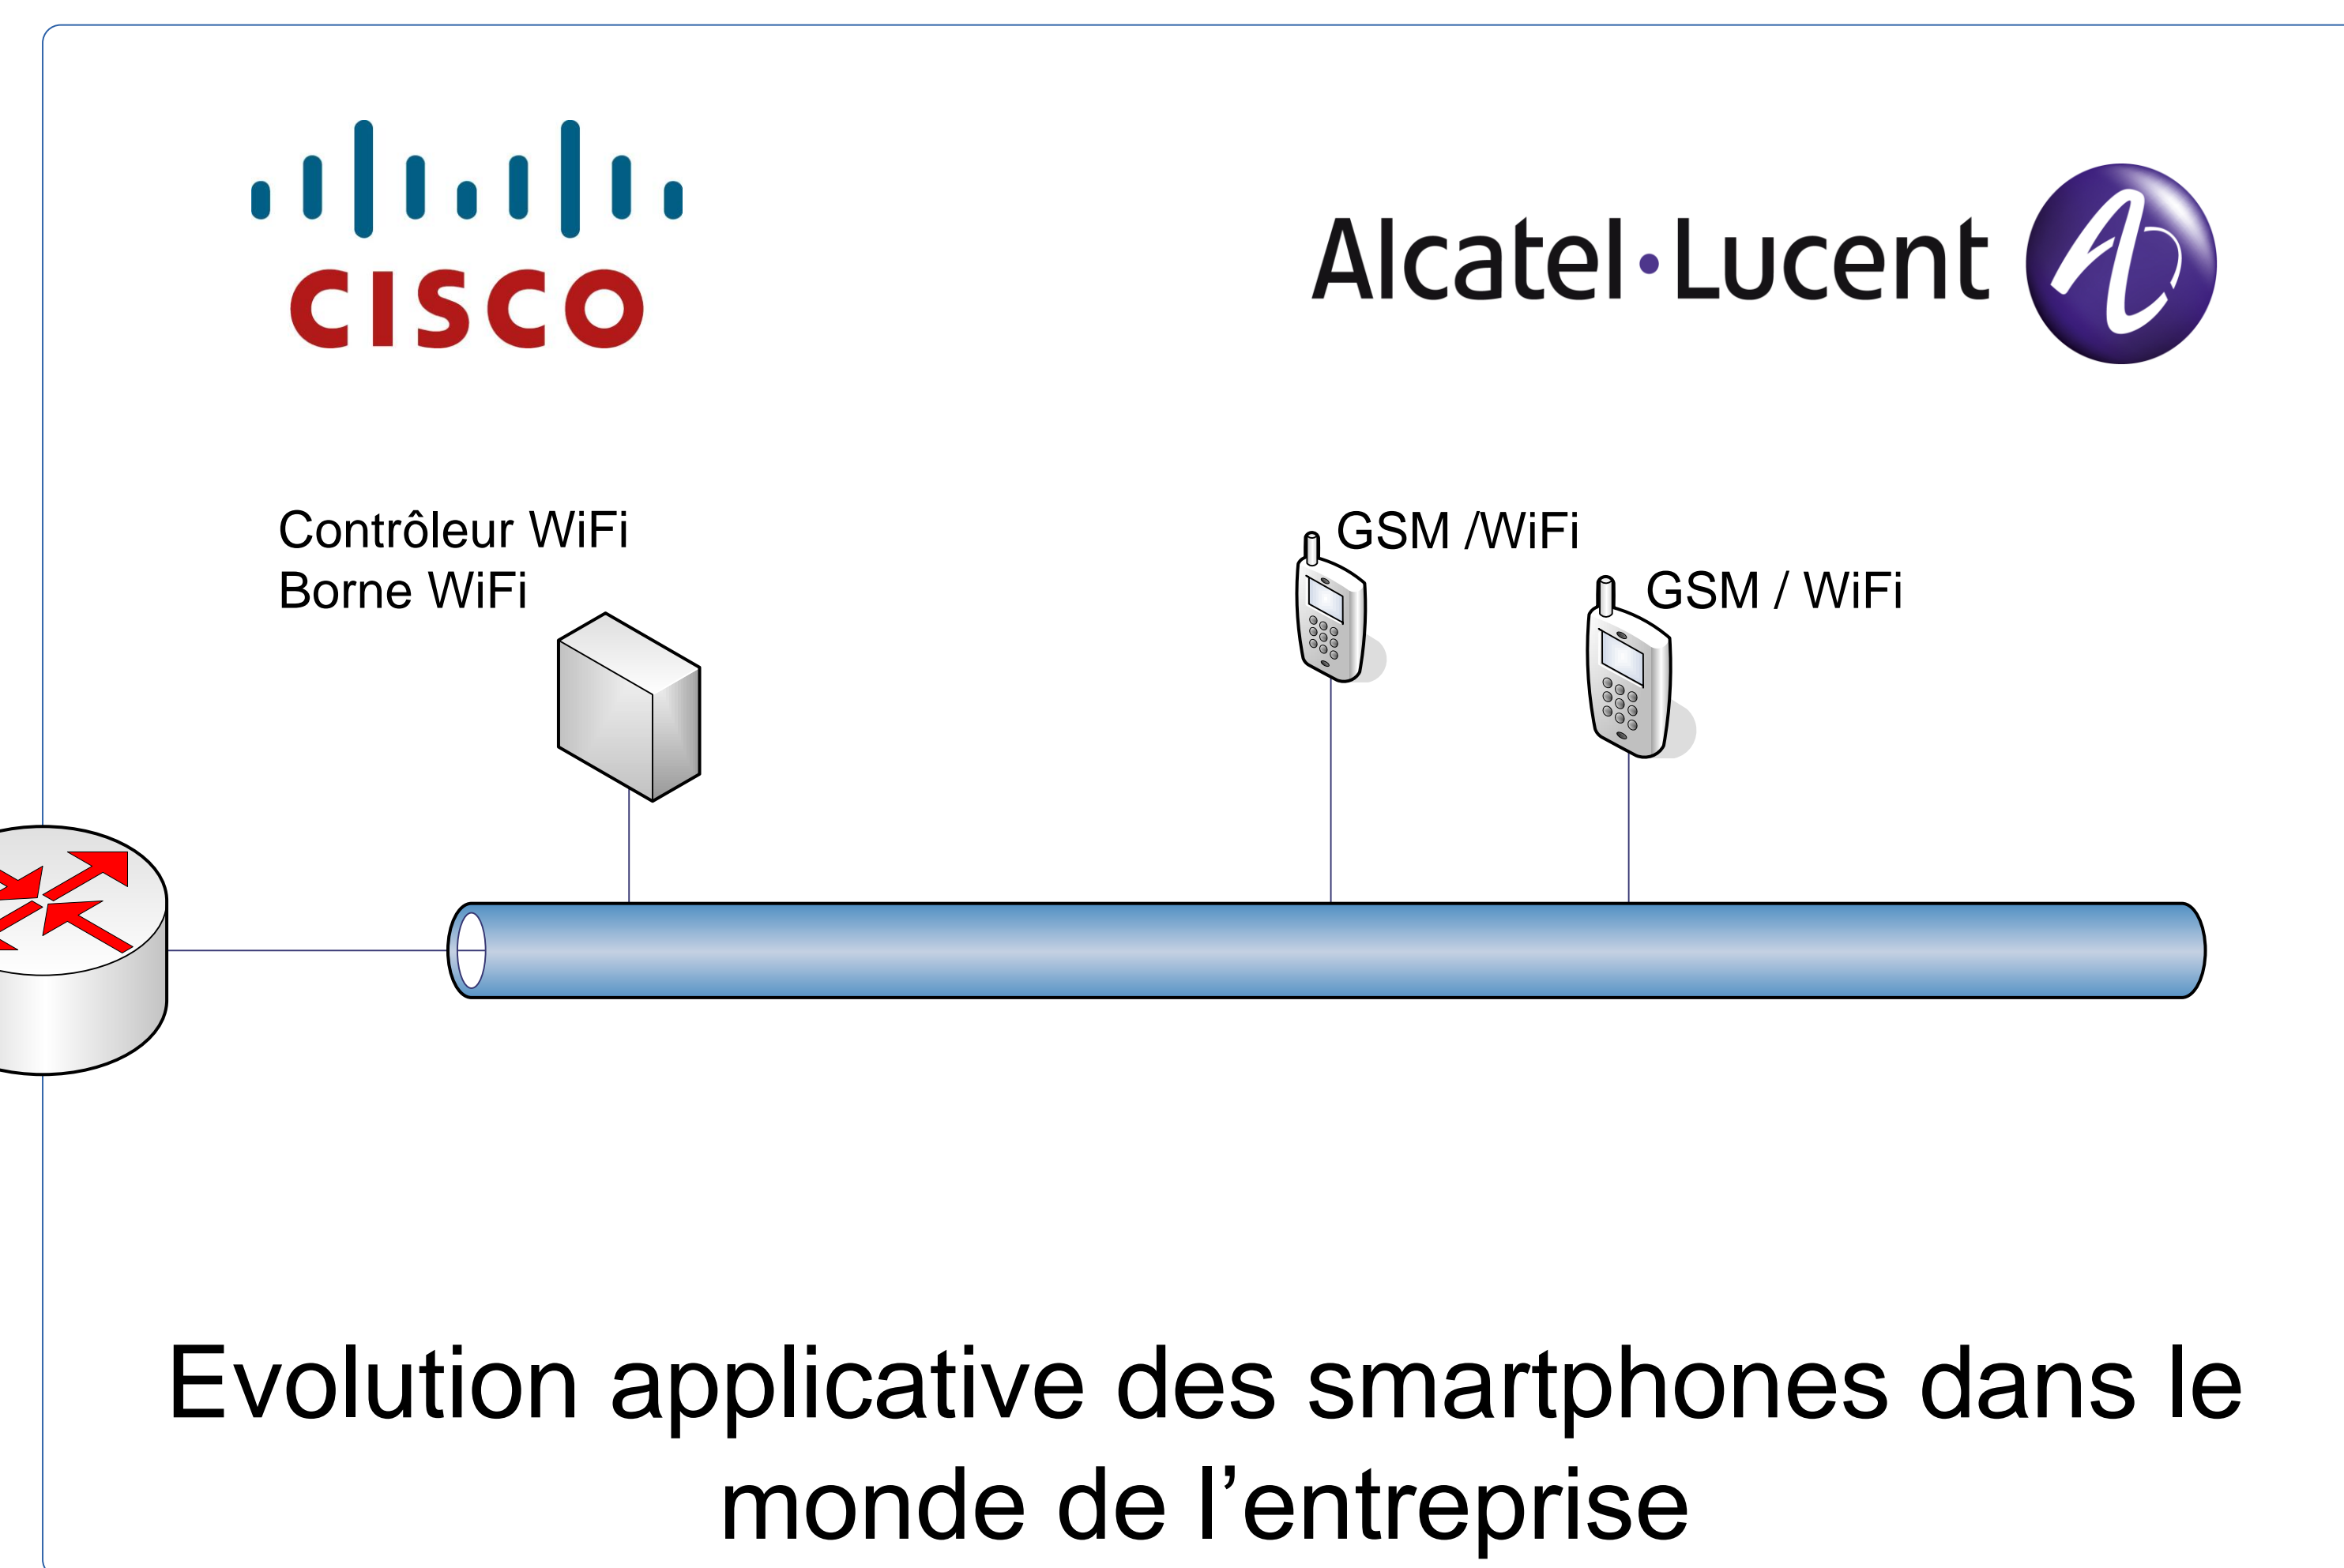 CISCO
Alcatel·Lucent
Contrôleur WiFi
Borne WiFi
GSM /WiFi
GSM / WiFi
Evolution applicative des smartphones dans le
monde de l’entreprise